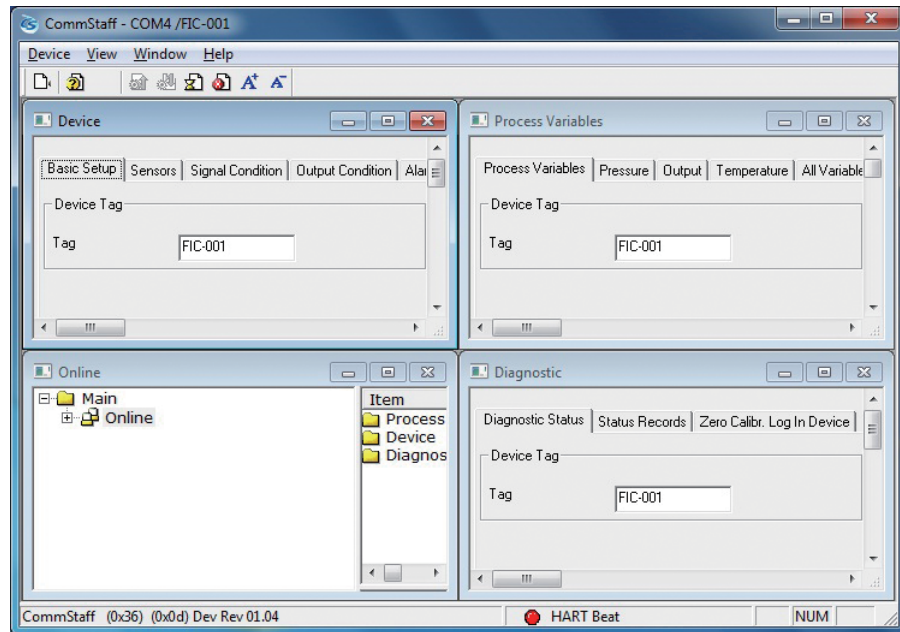 CommStaff - COM4 /FIC-001
Device View Window Help
A+ A-
Device
Basic Setup Sensors Signal Condition Output Condition Alar
Device Tag
Tag FIC-001
Process Variables
Process Variables Pressure Output Temperature All Variable
Device Tag
Tag FIC-001
Online
Main
Online
Item
Process
Device
Diagnos
Diagnostic
Diagnostic Status Status Records Zero Calibr. Log In Device
Device Tag
Tag FIC-001
CommStaff (0x36) (0x0d) Dev Rev 01.04 HART Beat NUM